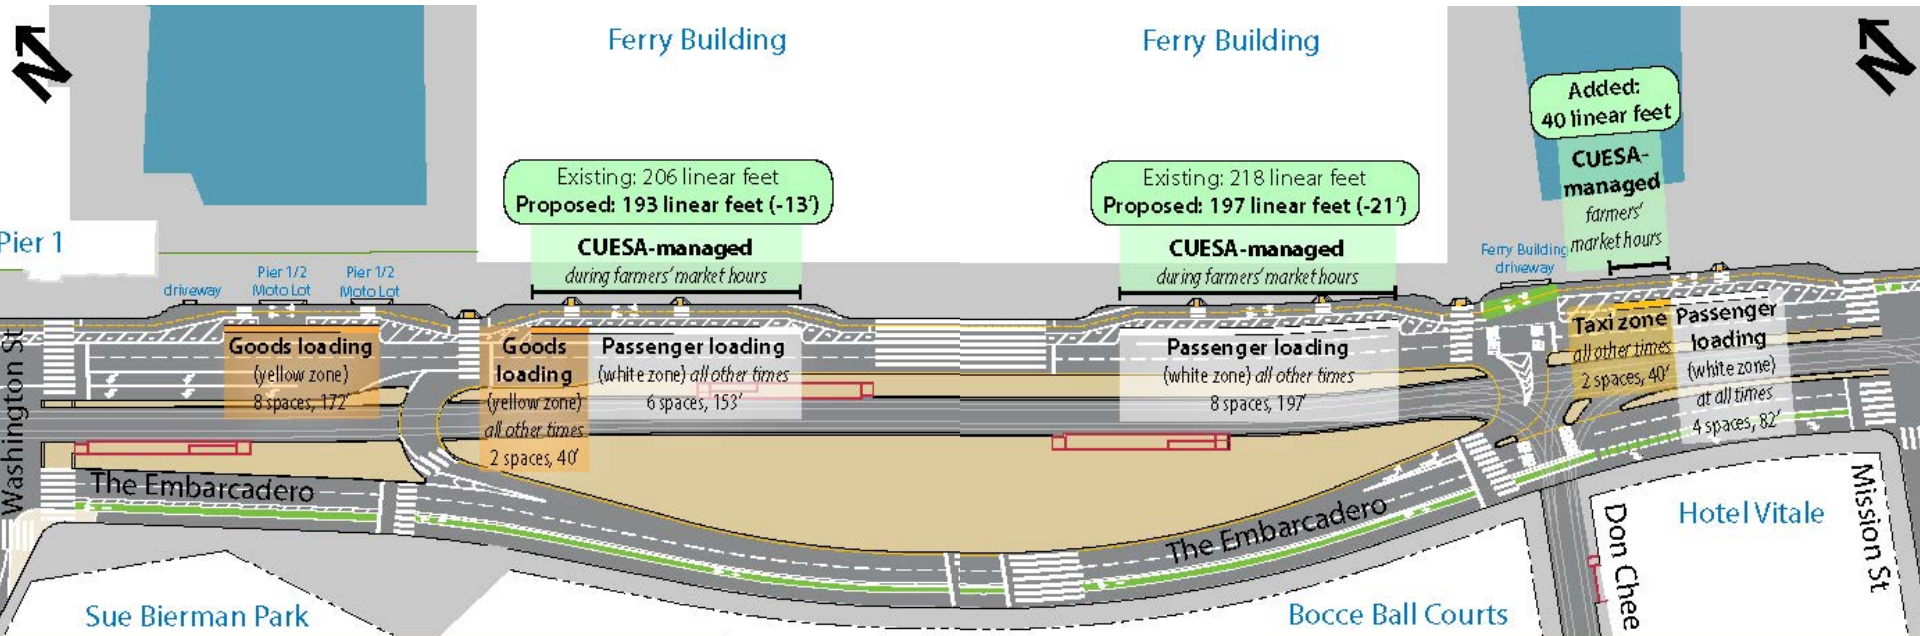 N
Ferry Building
Ferry Building
N
Added:
40 linear feet
CUESA-
managed
farmers'
market hours
Existing: 206 linear feet
Proposed: 193 linear feet (-13')
CUESA-managed
during farmers' market hours
Existing: 218 linear feet
Proposed: 197 linear feet (-21')
CUESA-managed
during farmers' market hours
Pier 1
driveway
Pier 1/2
Moto Lot
Pier 1/2
Moto Lot
Ferry Building
driveway
Washington St
Goods loading
(yellow zone)
8 spaces, 172'
Goods
loading
(yellow zone)
all other times
2 spaces, 40'
Passenger loading
(white zone) all other times
6 spaces, 153'
Passenger loading
(white zone) all other times
8 spaces, 197'
Taxi zone
all other times
2 spaces, 40'
Passenger
loading
(white zone)
at all times
4 spaces, 82'
The Embarcadero
The Embarcadero
Sue Bierman Park
Bocce Ball Courts
Don Chee
Hotel Vitale
Mission St